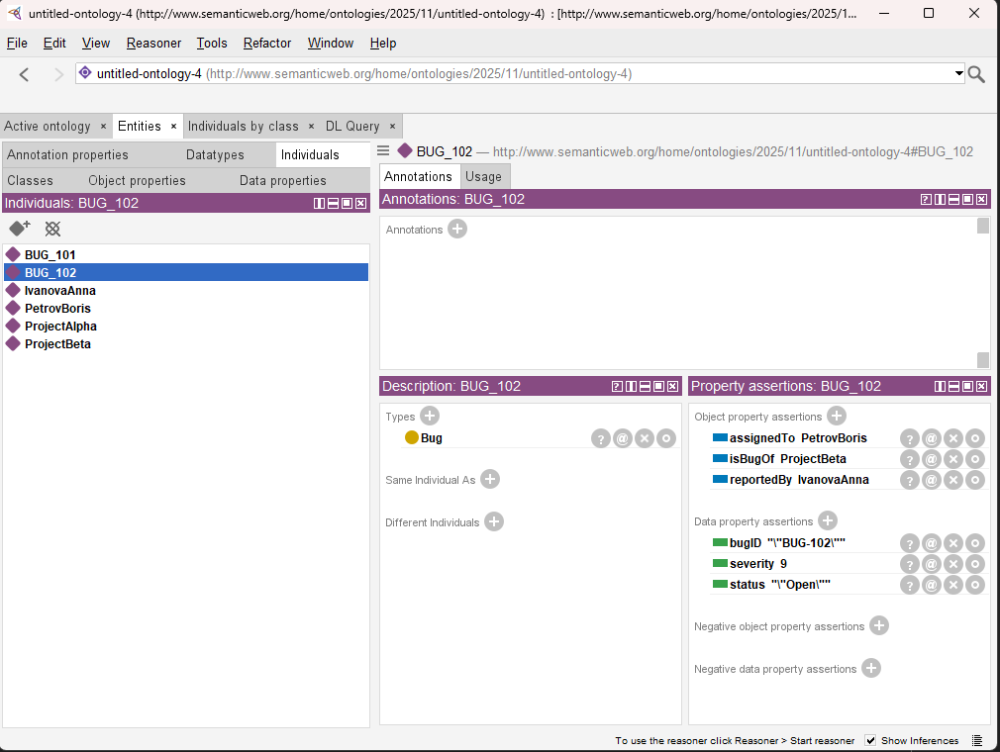 untitled-ontology-4 (http://www.semanticweb.org/home/ontologies/2025/11/untitled-ontology-4) : [http://www.semanticweb.org/home/ontologies/2025/1...
File Edit View Reasoner Tools Refactor Window Help
untitled-ontology-4 (http://www.semanticweb.org/home/ontologies/2025/11/untitled-ontology-4)
Active ontology × Entities × Individuals by class × DL Query ×
Annotation properties Datatypes Individuals
Classes Object properties Data properties
Individuals: BUG_102
BUG_101
BUG_102
IvanovaAnna
PetrovBoris
ProjectAlpha
ProjectBeta
BUG_102 — http://www.semanticweb.org/home/ontologies/2025/11/untitled-ontology-4#BUG_102
Annotations Usage
Annotations: BUG_102
Annotations
Description: BUG_102
Types
Bug
Same Individual As
Different Individuals
Property assertions: BUG_102
Object property assertions
assignedTo PetrovBoris
isBugOf ProjectBeta
reportedBy IvanovaAnna
Data property assertions
bugID "\"BUG-102\""
severity 9
status "\"Open\""
Negative object property assertions
Negative data property assertions
To use the reasoner click Reasoner > Start reasoner Show Inferences